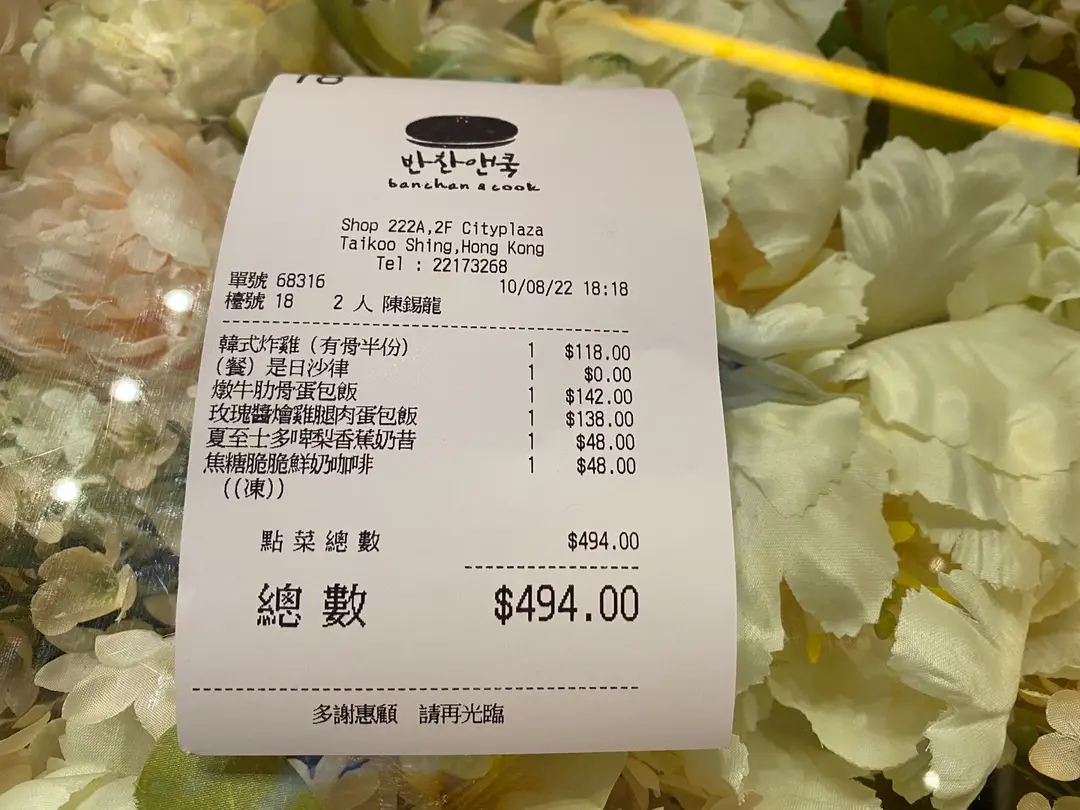 18
반찬앤쿡
banchan & cook
Shop 222A,2F Cityplaza
Taikoo Shing,Hong Kong
Tel : 22173268
單號 68316 10/08/22 18:18
檯號 18 2 人 陳錫龍
韓式炸雞（有骨半份） 1 $118.00
（餐）是日沙律 1 $0.00
燉牛肋骨蛋包飯 1 $142.00
玫瑰醬燴雞腿肉蛋包飯 1 $138.00
夏至士多啤梨香蕉奶昔 1 $48.00
焦糖脆脆鮮奶咖啡 1 $48.00
((凍))
點菜總數 $494.00
總數 $494.00
多謝惠顧 請再光臨